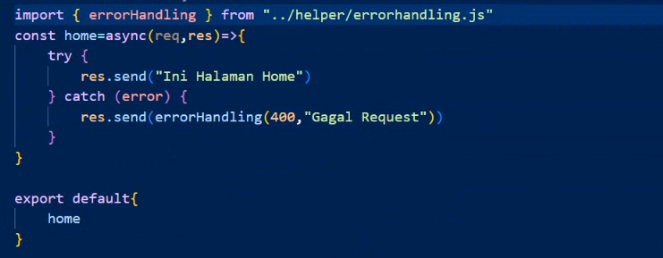 import { errorHandling } from "../helper/errorhandling.js"
const home=async(req,res)=>{
    try {
        res.send("Ini Halaman Home")
    } catch (error) {
        res.send(errorHandling(400,"Gagal Request"))
    }
}
export default{
    home
}